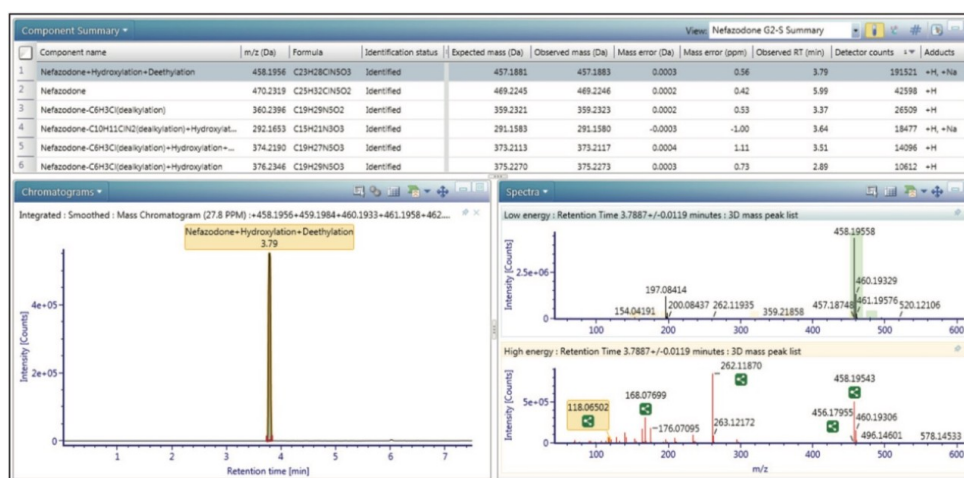 Component Summary
View: Nefazodone G2-S Summary
Component name m/z (Da) Formula Identification status Expected mass (Da) Observed mass (Da) Mass error (Da) Mass error (ppm) Observed RT (min) Detector counts Adducts
1 Nefazodone+Hydroxylation+Deethylation 458.1956 C23H28ClN5O3 Identified 457.1881 457.1883 0.0003 0.56 3.79 191521 +H, +Na
2 Nefazodone 470.2319 C25H32ClN5O2 Identified 469.2245 469.2246 0.0002 0.42 5.99 42598 +H
3 Nefazodone-C6H3Cl(dealkylation) 360.2396 C19H29N5O2 Identified 359.2321 359.2323 0.0002 0.53 3.37 26509 +H
4 Nefazodone-C10H11ClN2(dealkylation)+Hydroxylat... 292.1653 C15H21N3O3 Identified 291.1583 291.1580 -0.0003 -1.00 3.64 18477 +H, +Na
5 Nefazodone-C6H3Cl(dealkylation)+Hydroxylation+... 374.2190 C19H27N5O3 Identified 373.2113 373.2117 0.0004 1.11 3.51 14096 +H
6 Nefazodone-C6H3Cl(dealkylation)+Hydroxylation 376.2346 C19H29N5O3 Identified 375.2270 375.2273 0.0003 0.73 2.89 10612 +H
Chromatograms
Integrated : Smoothed : Mass Chromatogram (27.8 PPM) :+458.1956+459.1984+460.1933+461.1958+462....
Nefazodone+Hydroxylation+Deethylation
3.79
Intensity [Counts]
4e+05
2e+05
0
1 2 3 4 5 6 7
Retention time [min]
Spectra
Low energy : Retention Time 3.7887+/-0.0119 minutes : 3D mass peak list
458.19558
Intensity [Counts]
2.5e+06
0
154.04191
197.08414
200.08437
262.11935
359.21858
457.18748
460.19329
461.19576
520.12106
100 200 300 400 500 600
High energy : Retention Time 3.7887+/-0.0119 minutes : 3D mass peak list
Intensity [Counts]
5e+05
0
118.06502
168.07699
176.07095
262.11870
263.12172
456.17955
458.19543
460.19306
496.14601
578.14533
100 200 300 400 500 600
m/z